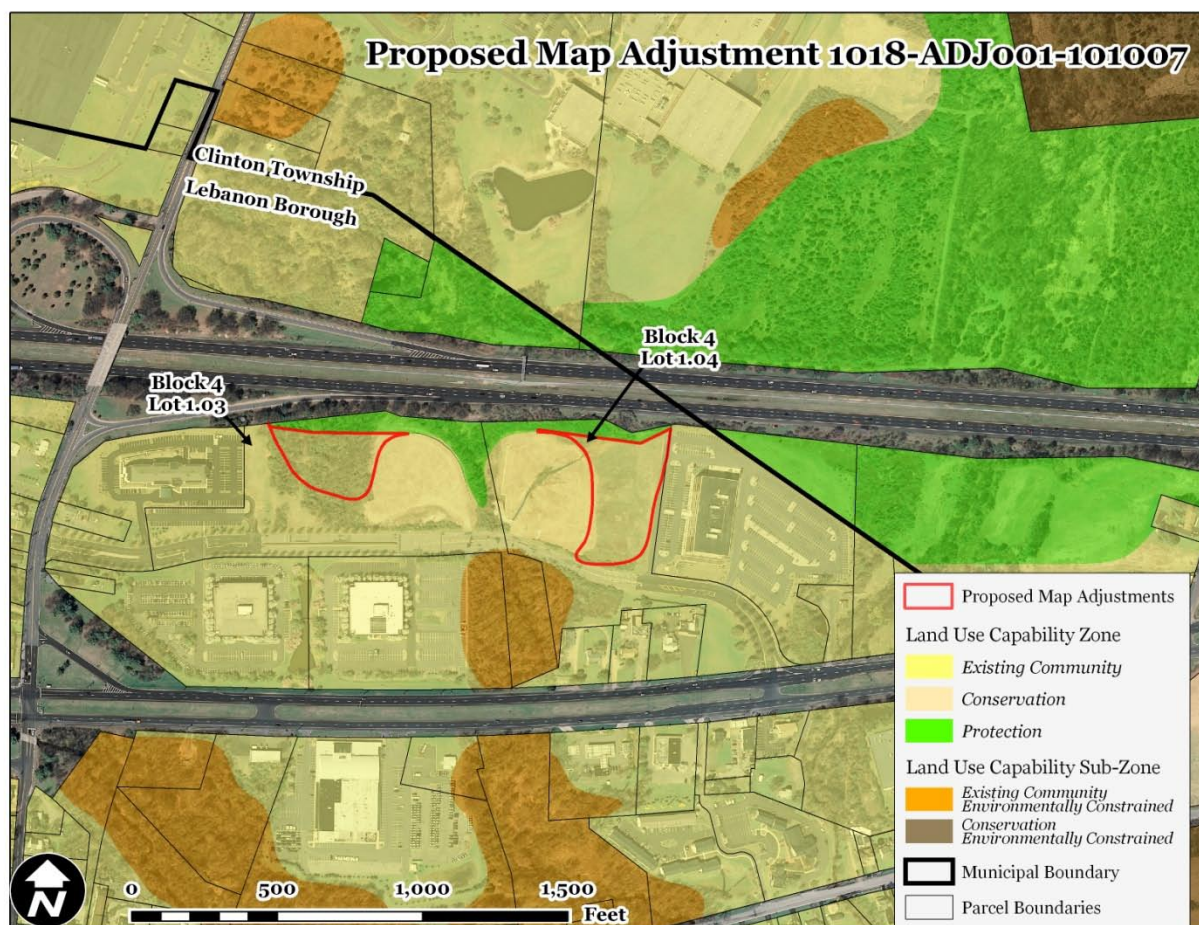 Proposed Map Adjustment 1018-ADJ001-101007
Clinton Township
Lebanon Borough
Block 4
Lot 1.04
Block 4
Lot 1.03
Proposed Map Adjustments
Land Use Capability Zone
Existing Community
Conservation
Protection
Land Use Capability Sub-Zone
Existing Community
Environmentally Constrained
Conservation
Environmentally Constrained
Municipal Boundary
Parcel Boundaries
N
0 500 1,000 1,500
Feet